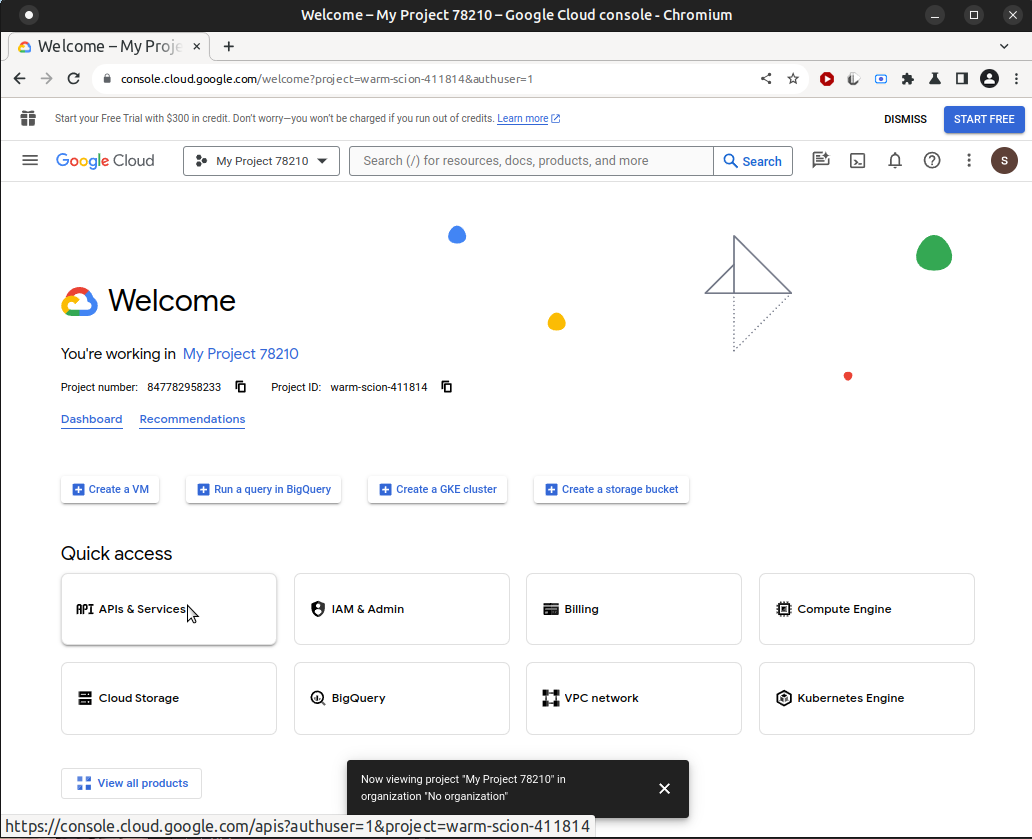 Welcome – My Project 78210 – Google Cloud console - Chromium
Welcome – My Proje
console.cloud.google.com/welcome?project=warm-scion-411814&authuser=1
Start your Free Trial with $300 in credit. Don't worry—you won't be charged if you run out of credits. Learn more
DISMISS
START FREE
Google Cloud
My Project 78210
Search (/) for resources, docs, products, and more
Search
S
Welcome
You're working in My Project 78210
Project number: 847782958233 Project ID: warm-scion-411814
Dashboard Recommendations
Create a VM
Run a query in BigQuery
Create a GKE cluster
Create a storage bucket
Quick access
API APIs & Services
IAM & Admin
Billing
Compute Engine
Cloud Storage
BigQuery
VPC network
Kubernetes Engine
View all products
Now viewing project "My Project 78210" in
organization "No organization"
https://console.cloud.google.com/apis?authuser=1&project=warm-scion-411814